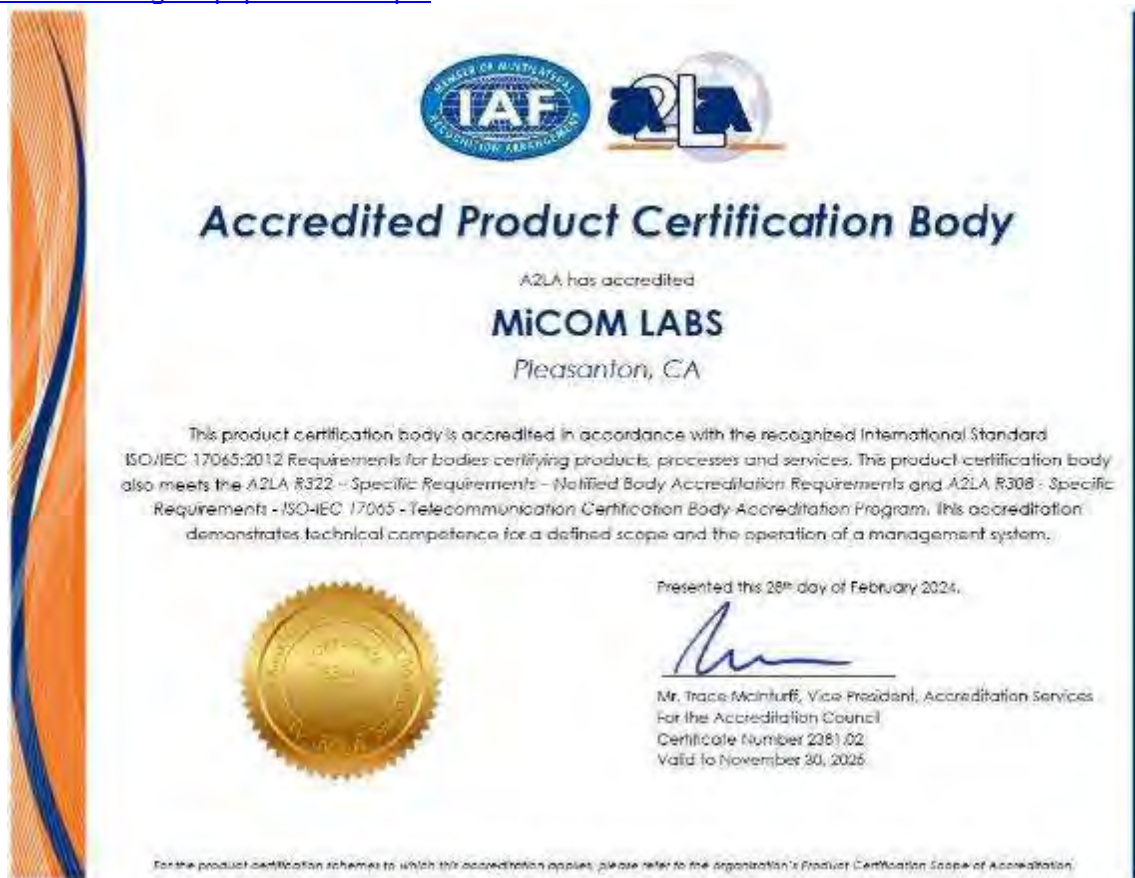 MEMBER OF MULTILATERAL
IAF
RECOGNITION ARRANGEMENT
a2La
Accredited Product Certification Body
A2LA has accredited
MiCOM LABS
Pleasanton, CA
This product certification body is accredited in accordance with the recognized International Standard
ISO/IEC 17065:2012 Requirements for bodies certifying products, processes and services. This product certification body
also meets the A2LA R322 – Specific Requirements – Notified Body Accreditation Requirements and A2LA R308 - Specific
Requirements - ISO-IEC 17065 - Telecommunication Certification Body Accreditation Program. This accreditation
demonstrates technical competence for a defined scope and the operation of a management system.
Presented this 28th day of February 2024.
Mr. Trace McInturff, Vice President, Accreditation Services
For the Accreditation Council
Certificate Number 2381.02
Valid to November 30, 2025
For the product certification schemes to which this accreditation applies, please refer to the organization's Product Certification Scope of Accreditation.